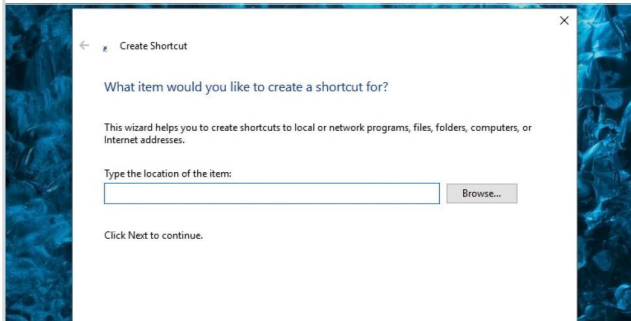 Create Shortcut
What item would you like to create a shortcut for?
This wizard helps you to create shortcuts to local or network programs, files, folders, computers, or
Internet addresses.
Type the location of the item:
Browse...
Click Next to continue.